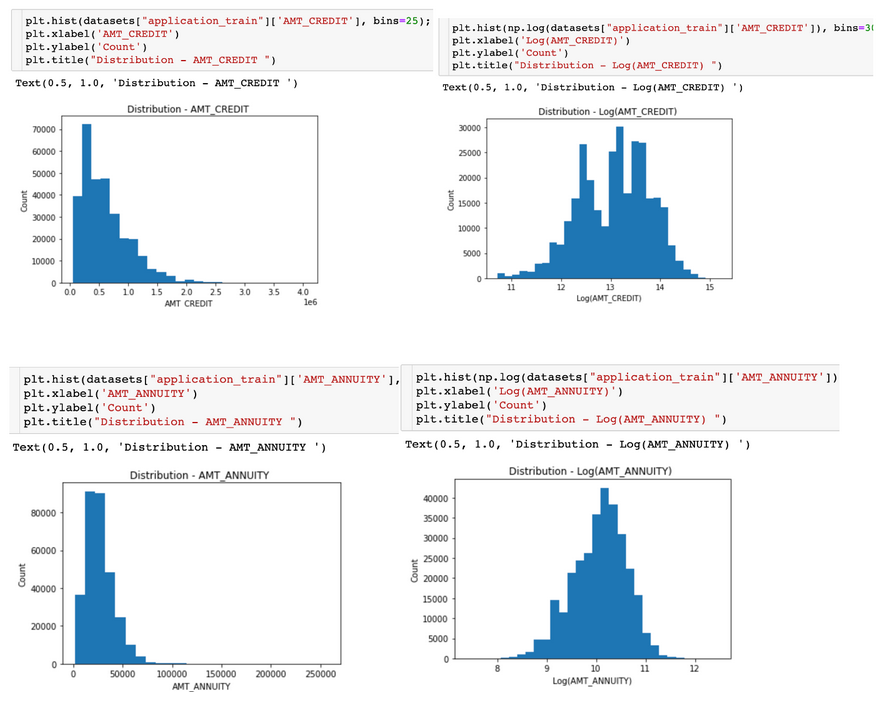 plt.hist(datasets["application_train"]['AMT_CREDIT'], bins=25);
plt.xlabel('AMT_CREDIT')
plt.ylabel('Count')
plt.title("Distribution - AMT_CREDIT ")
Text(0.5, 1.0, 'Distribution - AMT_CREDIT ')
Distribution - AMT_CREDIT
70000
60000
50000
40000
30000
20000
10000
0
Count
0.0 0.5 1.0 1.5 2.0 2.5 3.0 3.5 4.0
1e6
AMT_CREDIT
plt.hist(np.log(datasets["application_train"]['AMT_CREDIT']), bins=30
plt.xlabel('Log(AMT_CREDIT)')
plt.ylabel('Count')
plt.title("Distribution - Log(AMT_CREDIT) ")
Text(0.5, 1.0, 'Distribution - Log(AMT_CREDIT) ')
Distribution - Log(AMT_CREDIT)
30000
25000
20000
15000
10000
5000
0
Count
11 12 13 14 15
Log(AMT_CREDIT)
plt.hist(datasets["application_train"]['AMT_ANNUITY'],
plt.xlabel('AMT_ANNUITY')
plt.ylabel('Count')
plt.title("Distribution - AMT_ANNUITY ")
Text(0.5, 1.0, 'Distribution - AMT_ANNUITY ')
Distribution - AMT_ANNUITY
80000
60000
40000
20000
0
Count
0 50000 100000 150000 200000 250000
AMT_ANNUITY
plt.hist(np.log(datasets["application_train"]['AMT_ANNUITY'])
plt.xlabel('Log(AMT_ANNUITY)')
plt.ylabel('Count')
plt.title("Distribution - Log(AMT_ANNUITY) ")
Text(0.5, 1.0, 'Distribution - Log(AMT_ANNUITY) ')
Distribution - Log(AMT_ANNUITY)
40000
35000
30000
25000
20000
15000
10000
5000
0
Count
8 9 10 11 12
Log(AMT_ANNUITY)